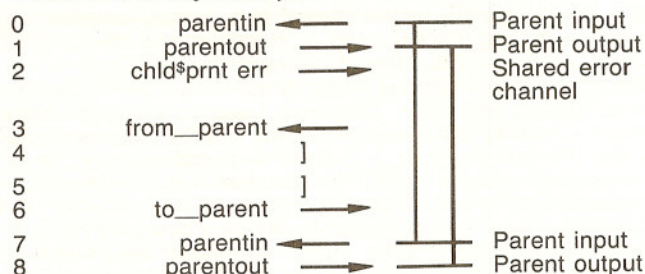 0 parentin Parent input
1 parentout Parent output
2 chld$prnt err Shared error
channel
3 from__parent
4 ]
5 ]
6 to__parent
7 parentin Parent input
8 parentout Parent output